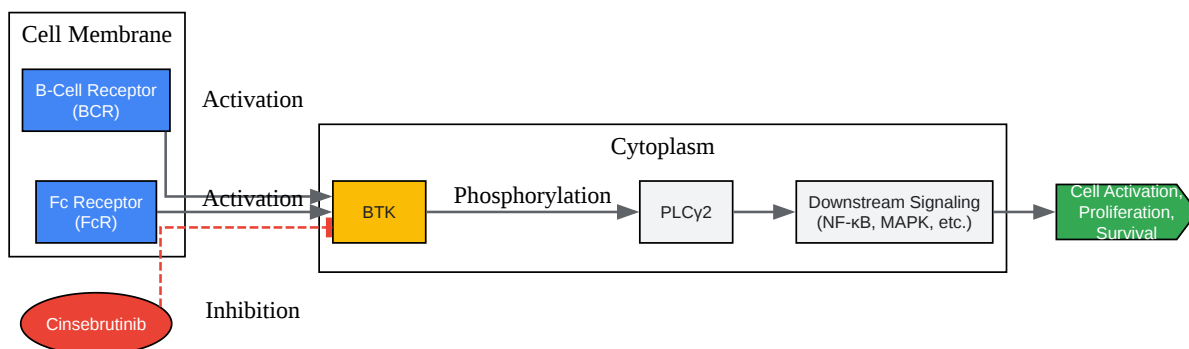 Cell Membrane
B-Cell Receptor
(BCR)
Activation
Cytoplasm
Fc Receptor
(FcR)
Activation
BTK
Phosphorylation
PLCγ2
Downstream Signaling
(NF-κB, MAPK, etc.)
Cell Activation,
Proliferation,
Survival
Cinsebrutinib
Inhibition